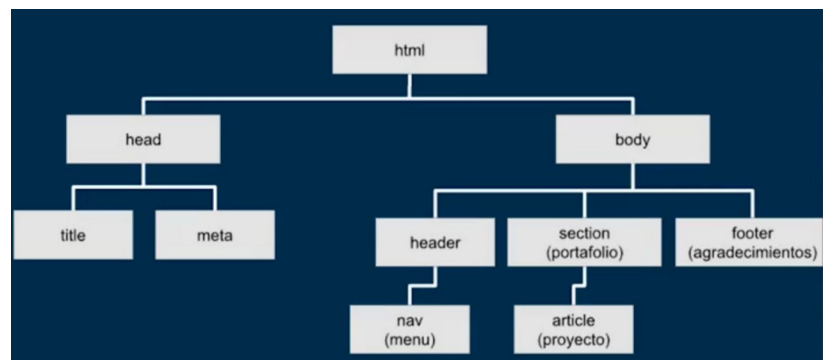 html
head
body
title
meta
header
section
(portafolio)
footer
(agradecimientos)
nav
(menu)
article
(proyecto)